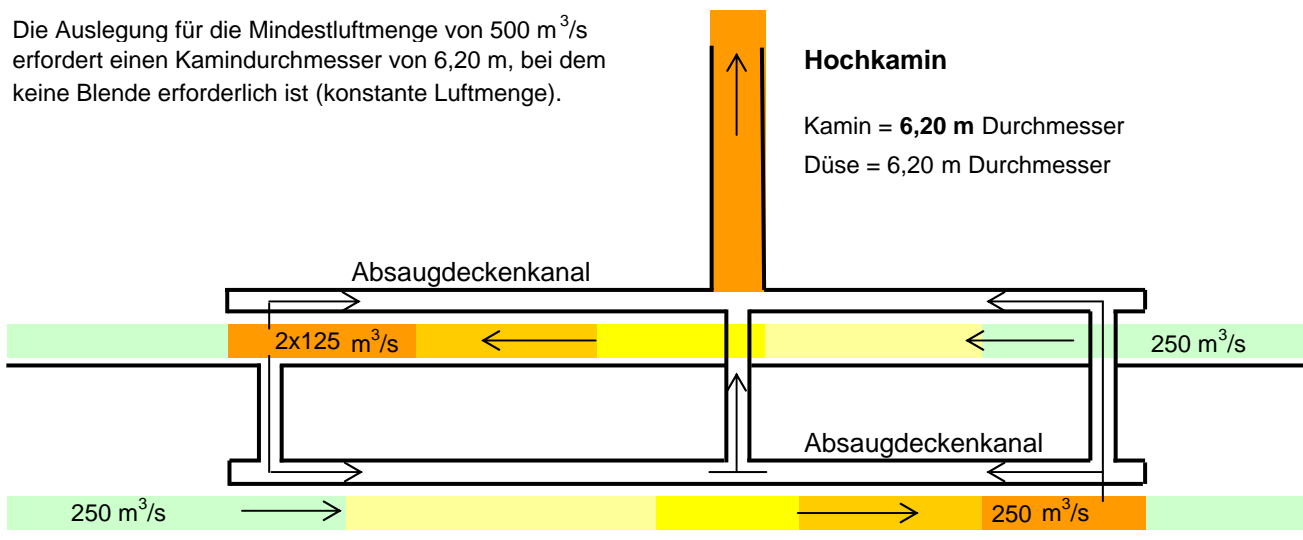 Die Auslegung für die Mindestluftmenge von 500 m³/s
erfordert einen Kamindurchmesser von 6,20 m, bei dem
keine Blende erforderlich ist (konstante Luftmenge).
Hochkamin
Kamin = 6,20 m Durchmesser
Düse = 6,20 m Durchmesser
Absaugdeckenkanal
2x125 m³/s
250 m³/s
Absaugdeckenkanal
250 m³/s
250 m³/s